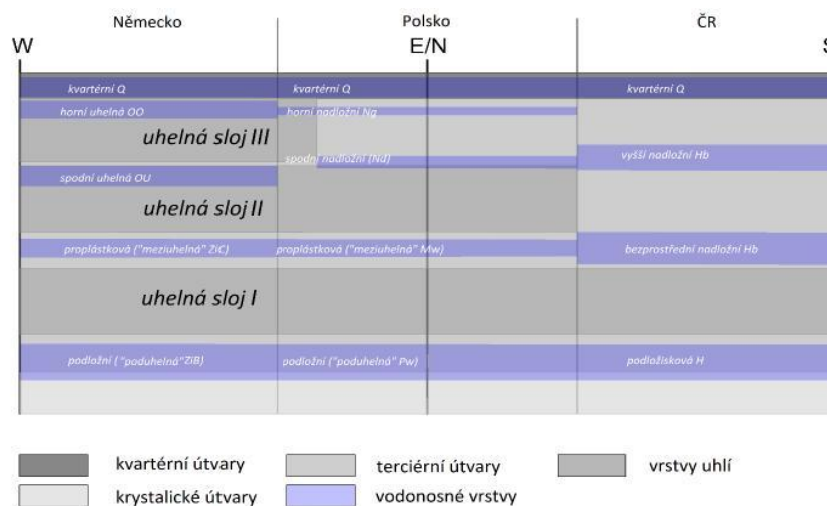 Německo Polsko ČR
W E/N S
kvartérní Q kvartérní Q kvartérní Q
horní uhelná OO horní nadložní Ng
uhelná sloj III
spodní nadložní (Nd) vyšší nadložní Hb
spodní uhelná OU
uhelná sloj II
proplástková ("meziuhelná" ZiC) proplástková ("meziuhelná" Mw) bezprostřední nadložní Hb
uhelná sloj I
podložní ("poduhelná"ZiB) podložní ("poduhelná" Pw) podložisková H
kvartérní útvary terciérní útvary vrstvy uhlí
krystalické útvary vodonosné vrstvy